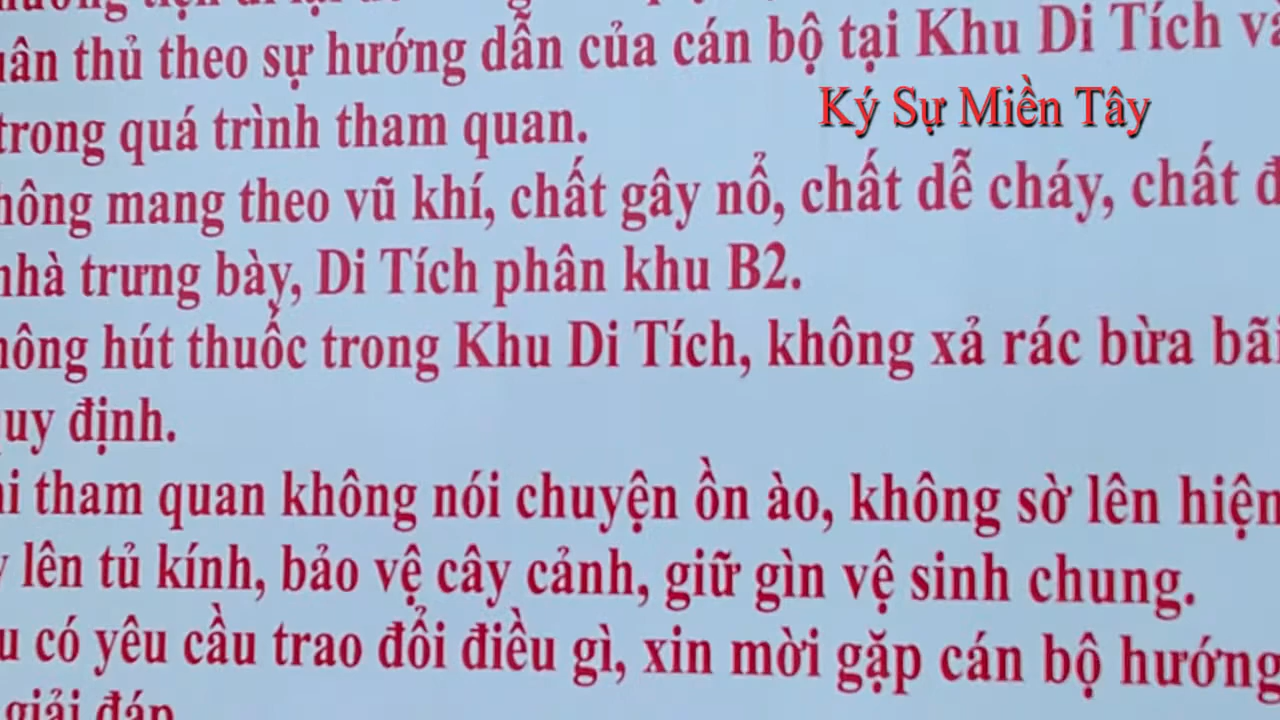 uân thủ theo sự hướng dẫn của cán bộ tại Khu Di Tích và
Ký Sự Miền Tây
trong quá trình tham quan.
hông mang theo vũ khí, chất gây nổ, chất dễ cháy, chất đ
nhà trưng bày, Di Tích phân khu B2.
hông hút thuốc trong Khu Di Tích, không xả rác bừa bãi
quy định.
hi tham quan không nói chuyện ồn ào, không sờ lên hiện
y lên tủ kính, bảo vệ cây cảnh, giữ gìn vệ sinh chung.
u có yêu cầu trao đổi điều gì, xin mời gặp cán bộ hướng
giải đáp